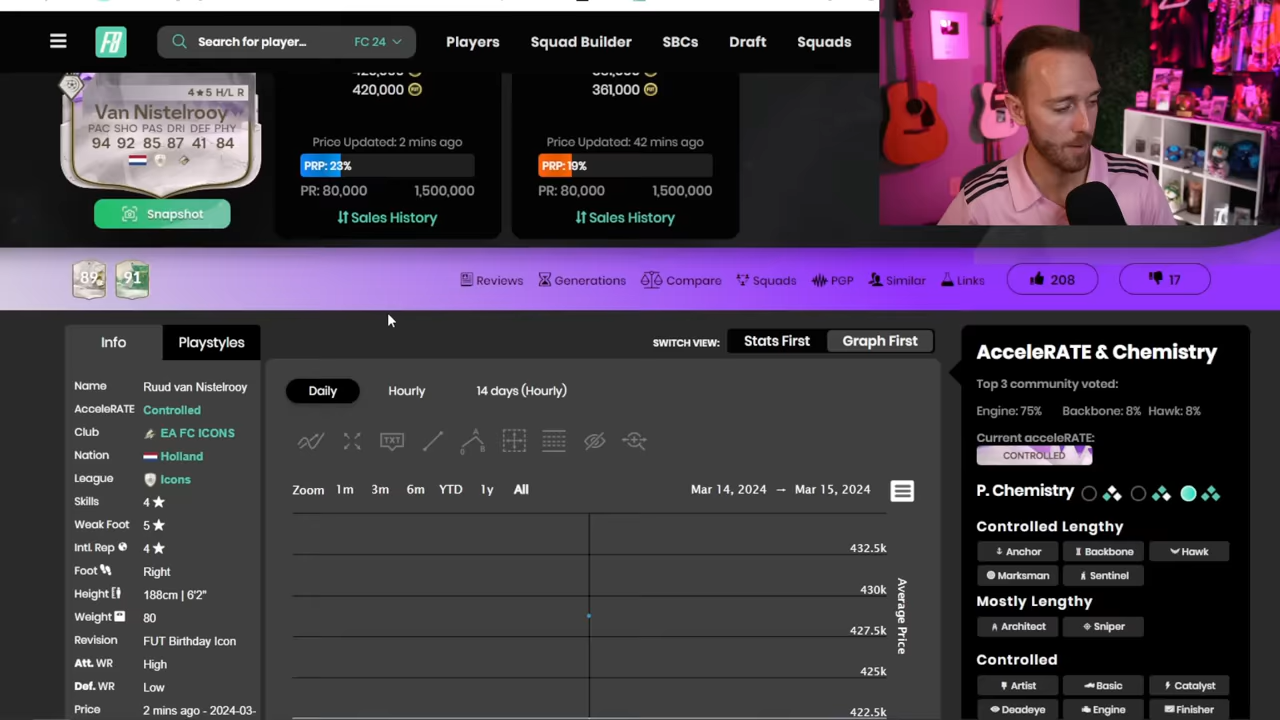 FB
Search for player...
FC 24
Players
Squad Builder
SBCs
Draft
Squads
4★5 H/L R
Van Nistelrooy
PAC SHO PAS DRI DEF PHY
94 92 85 87 41 84
Snapshot
420,000
Price Updated: 2 mins ago
PRP: 23%
PR: 80,000
1,500,000
Sales History
361,000
Price Updated: 42 mins ago
PRP: 19%
PR: 80,000
1,500,000
Sales History
89
91
Reviews
Generations
Compare
Squads
PGP
Similar
Links
208
17
Info
Playstyles
SWITCH VIEW:
Stats First
Graph First
Name
Ruud van Nistelrooy
AcceleRATE
Controlled
Club
EA FC ICONS
Nation
Holland
League
Icons
Skills
4★
Weak Foot
5★
Intl. Rep
4★
Foot
Right
Height
188cm | 6'2"
Weight
80
Revision
FUT Birthday Icon
Att. WR
High
Def. WR
Low
Price
2 mins ago - 2024-03-
Daily
Hourly
14 days (Hourly)
TXT
Zoom
1m
3m
6m
YTD
1y
All
Mar 14, 2024 → Mar 15, 2024
432.5k
430k
427.5k
425k
422.5k
Average Price
AcceleRATE & Chemistry
Top 3 community voted:
Engine: 75%
Backbone: 8%
Hawk: 8%
Current acceleRATE:
CONTROLLED
P. Chemistry
Controlled Lengthy
Anchor
Backbone
Hawk
Marksman
Sentinel
Mostly Lengthy
Architect
Sniper
Controlled
Artist
Basic
Catalyst
Deadeye
Engine
Finisher